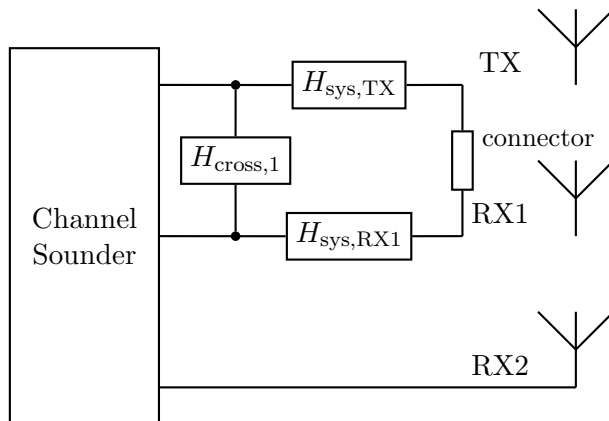 TX
H_sys,TX
connector
H_cross,1
Channel
Sounder
RX1
H_sys,RX1
RX2